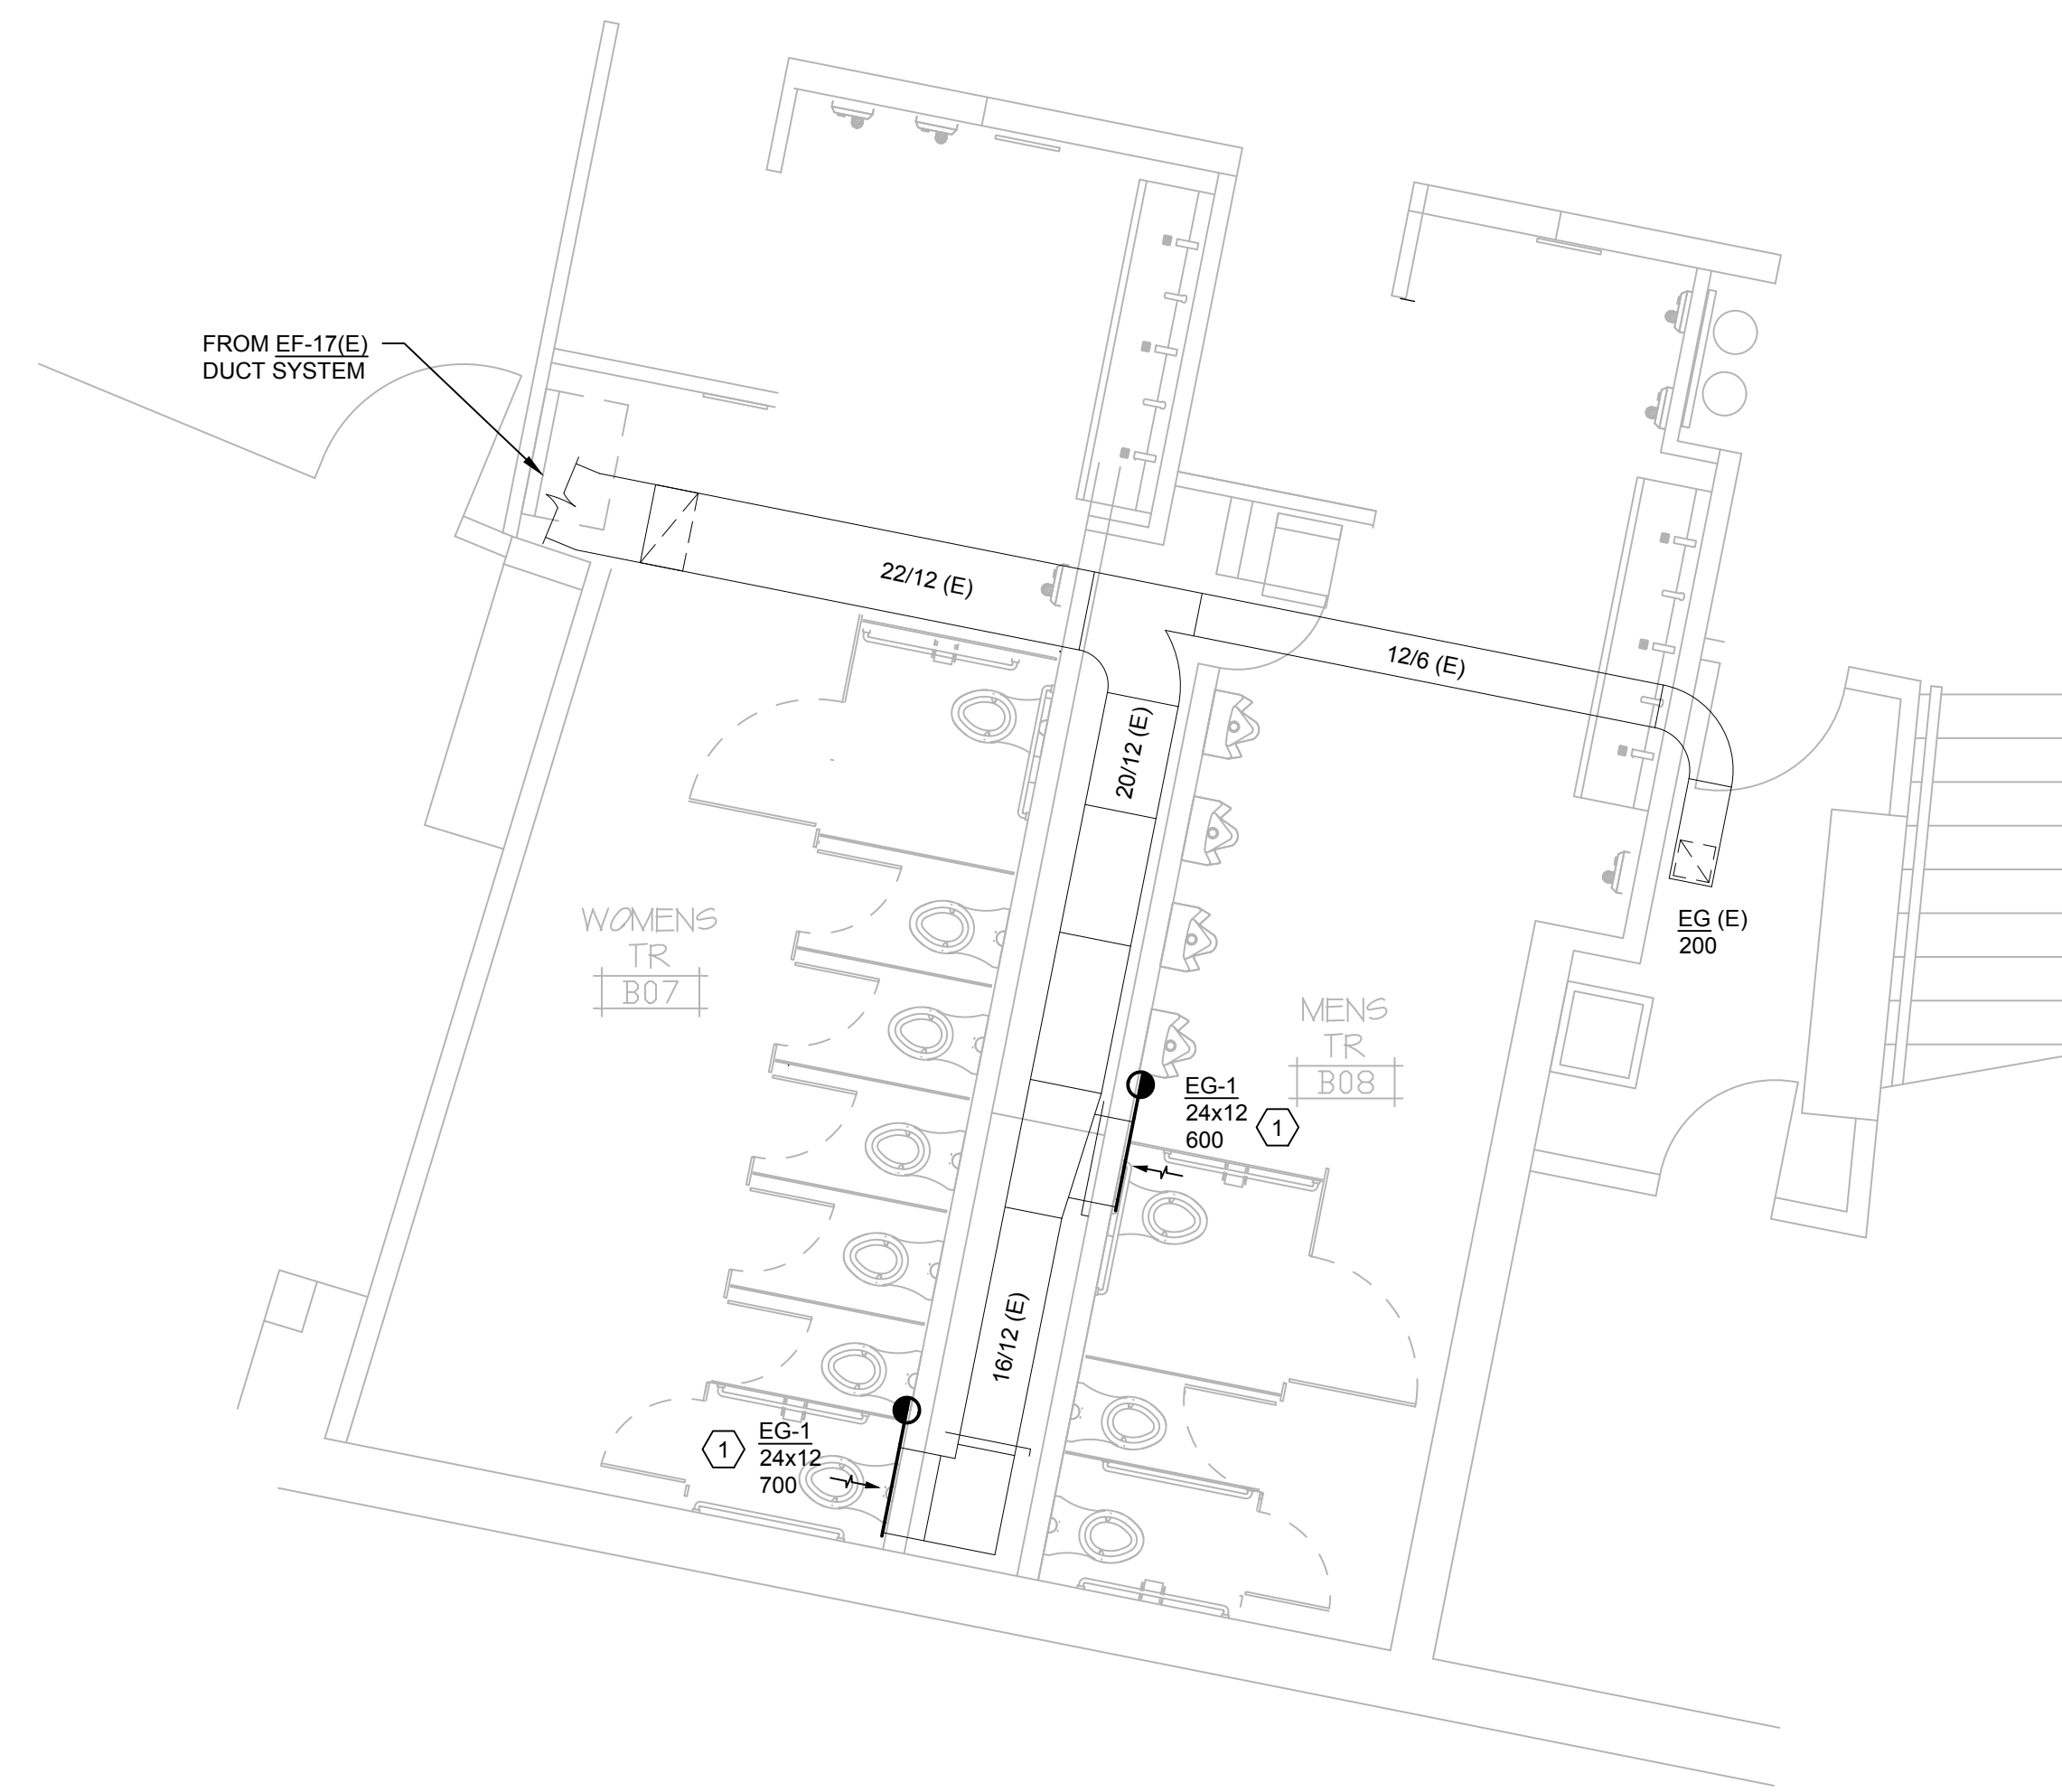 FROM EF-17(E)
DUCT SYSTEM
22/12 (E)
12/6 (E)
20/12 (E)
EG (E)
200
WOMENS
TR
B07
MENS
TR
B08
EG-1
24x12
600
1
16/12 (E)
1
EG-1
24x12
700